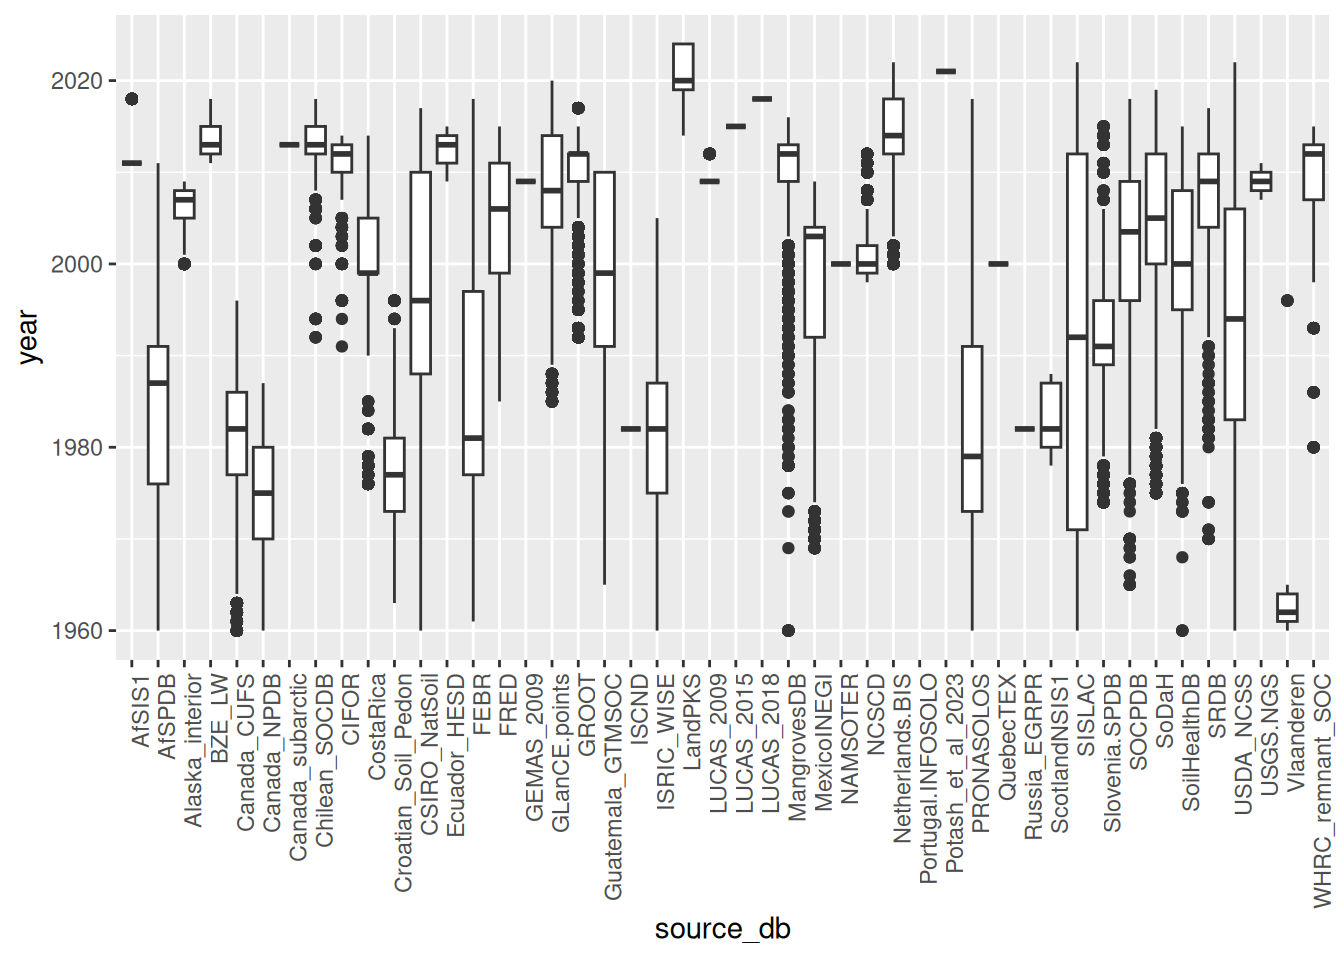 year
2020
2000
1980
1960
AfSIS1
AfSPDB
Alaska_interior
BZE_LW
Canada_CUFS
Canada_NPDB
Canada_subarctic
Chilean_SOCDB
CIFOR
CostaRica
Croatian_Soil_Pedon
CSIRO_NatSoil
Ecuador_HESD
FEBR
FRED
GEMAS_2009
GLanCE.points
GROOT
Guatemala_GTMSOC
ISCND
ISRIC_WISE
LandPKS
LUCAS_2009
LUCAS_2015
LUCAS_2018
MangrovesDB
MexicoINEGI
NAMSOTER
NCSCD
Netherlands.BIS
Portugal.INFOSOLO
Potash_et_al_2023
PRONASOLOS
QuebecTEX
Russia_EGRPR
ScotlandNSIS1
SISLAC
Slovenia.SPDB
SOCPDB
SoDaH
SoilHealthDB
SRDB
USDA_NCSS
USGS.NGS
Vlaanderen
WHRC_remnant_SOC
source_db